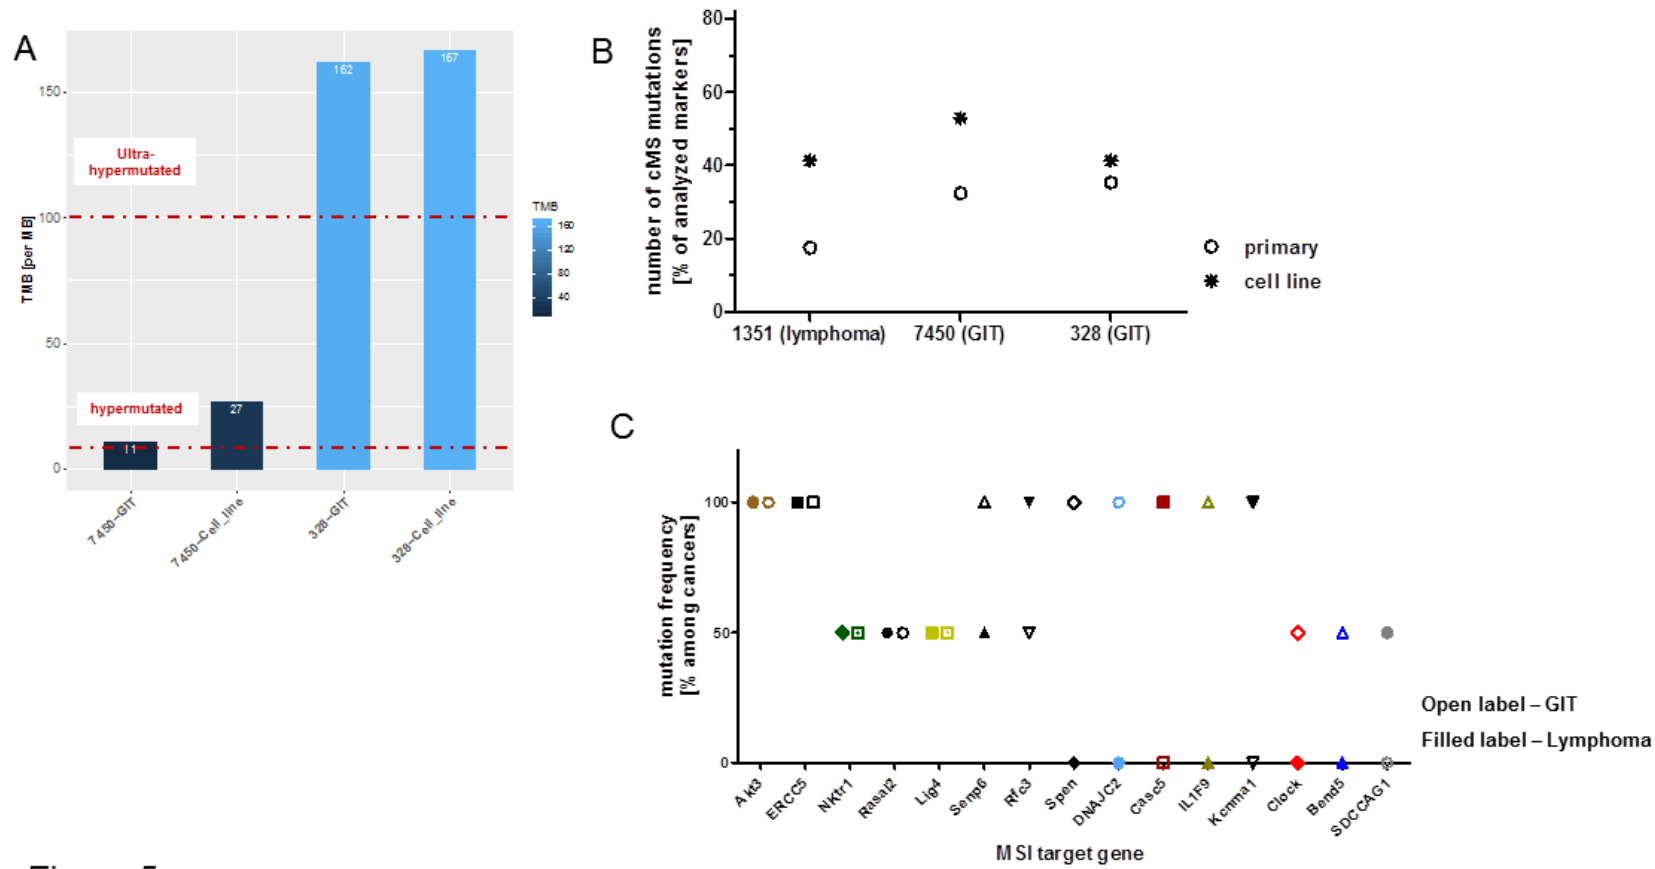 A
150
100
50
0
TMB [per MB]
Ultra-
hypermutated
hypermutated
11
27
162
167
7450-GIT
7450-Cell_line
328-GIT
328-Cell_line
TMB
160
120
80
40
B
number of cMS mutations
[% of analyzed markers]
80
60
40
20
0
1351 (lymphoma)
7450 (GIT)
328 (GIT)
primary
cell line
C
mutation frequency
[% among cancers]
100
50
0
Akt3
ERCC5
NKtr1
Rasal2
Lig4
Senp6
Rfc3
Spen
DNAJC2
Casc5
IL1F9
Kcnma1
Clock
Bend5
SDCCAG1
MSI target gene
Open label – GIT
Filled label – Lymphoma